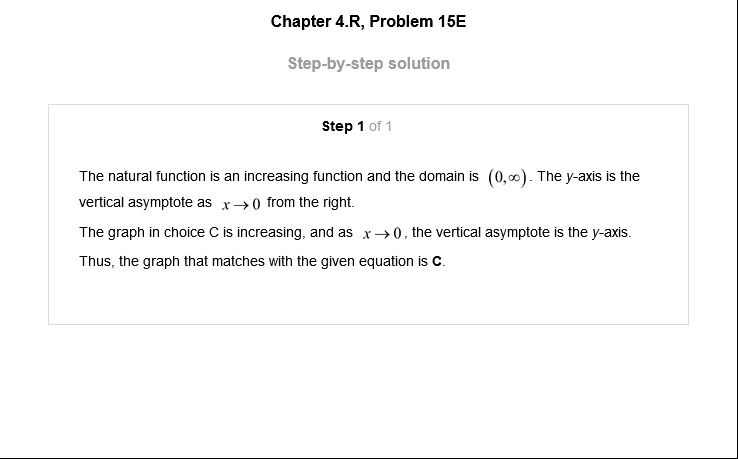 Chapter 4.R, Problem 15E
Step-by-step solution
Step 1 of 1
The natural function is an increasing function and the domain is (0,∞). The y-axis is the
vertical asymptote as x→0 from the right.
The graph in choice C is increasing, and as x→0, the vertical asymptote is the y-axis.
Thus, the graph that matches with the given equation is C.